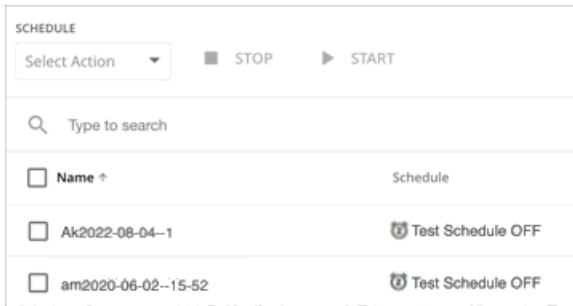 SCHEDULE
Select Action STOP START
Type to search
Name ↑ Schedule
Ak2022-08-04--1 Test Schedule OFF
am2020-06-02--15-52 Test Schedule OFF